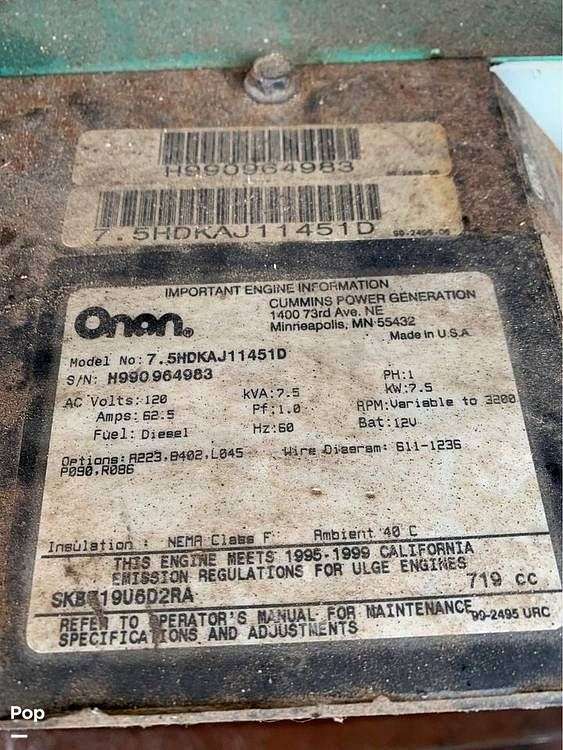 H990964983
7.5HDKAJ11451D
99-2495-06
IMPORTANT ENGINE INFORMATION
Onan®
CUMMINS POWER GENERATION
1400 73rd Ave. NE
Minneapolis, MN 55432
Made in U.S.A.
Model No: 7.5HDKAJ11451D
S/N: H990964983
PH:1
AC Volts: 120 kVA: 7.5 kW: 7.5
Amps: 62.5 Pf: 1.0 RPM: Variable to 3200
Fuel: Diesel Hz: 60 Bat: 12V
Options: A223,B402,L045 Wire Diagram: 611-1236
P090,R086
Insulation : NEMA Class F Ambient 40 C
THIS ENGINE MEETS 1995-1999 CALIFORNIA
EMISSION REGULATIONS FOR ULGE ENGINES.
719 cc
REFER TO OPERATOR'S MANUAL FOR MAINTENANCE
SPECIFICATIONS AND ADJUSTMENTS
99-2495 URC
Pop